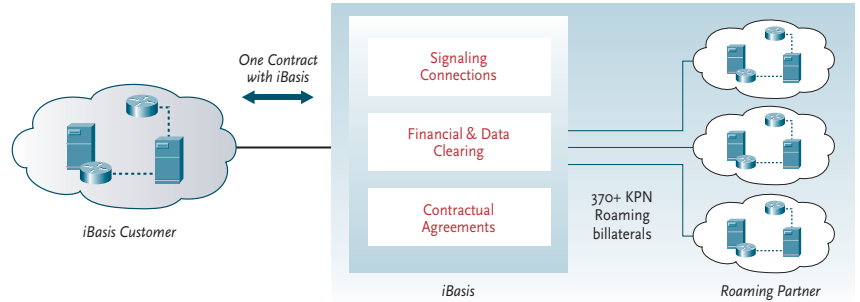 One Contract
with iBasis
iBasis Customer
Signaling
Connections
Financial & Data
Clearing
Contractual
Agreements
iBasis
370+ KPN
Roaming
billaterals
Roaming Partner